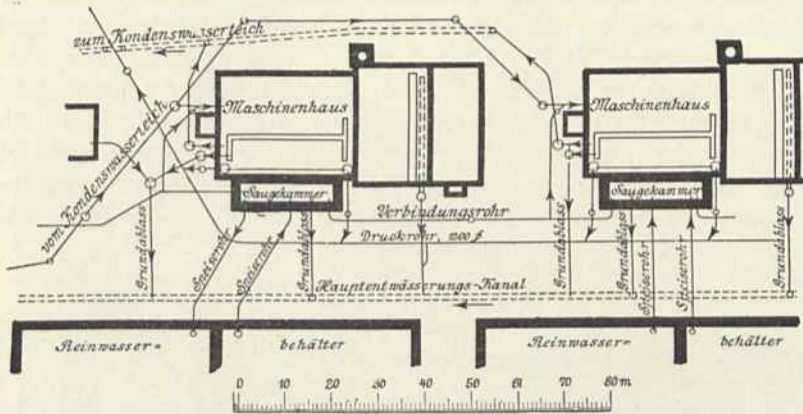 zum Kondenswasserteich
Maschinenhaus
Maschinenhaus
vom Kondenswasserteich
Saugekammer
Saugekammer
Verbindungsrohr
Druckrohr, 1200
Grundablass
Speiserohr
Speiserohr
Grundablass
Grundablass
Grundablass
Speiserohr
Speiserohr
Grundablass
Hauptentwässerungs-Kanal
Reinwasser=
behälter
Reinwasser=
behälter
0 10 20 30 40 50 60 70 80 m